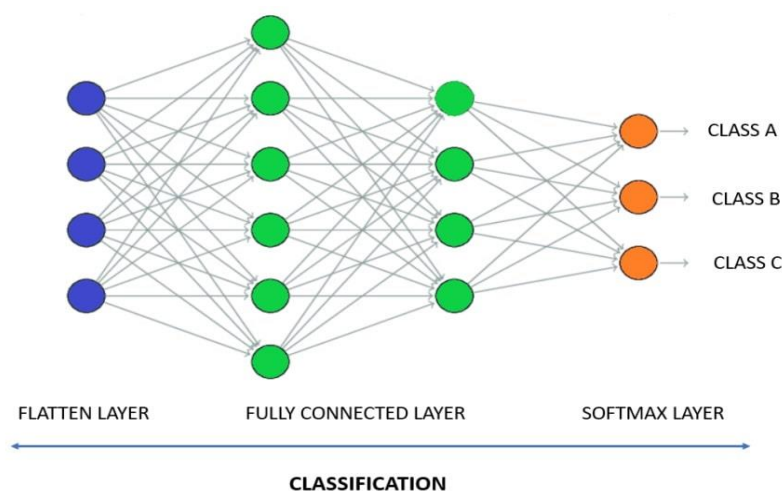 CLASS A
CLASS B
CLASS C
FLATTEN LAYER
FULLY CONNECTED LAYER
SOFTMAX LAYER
CLASSIFICATION